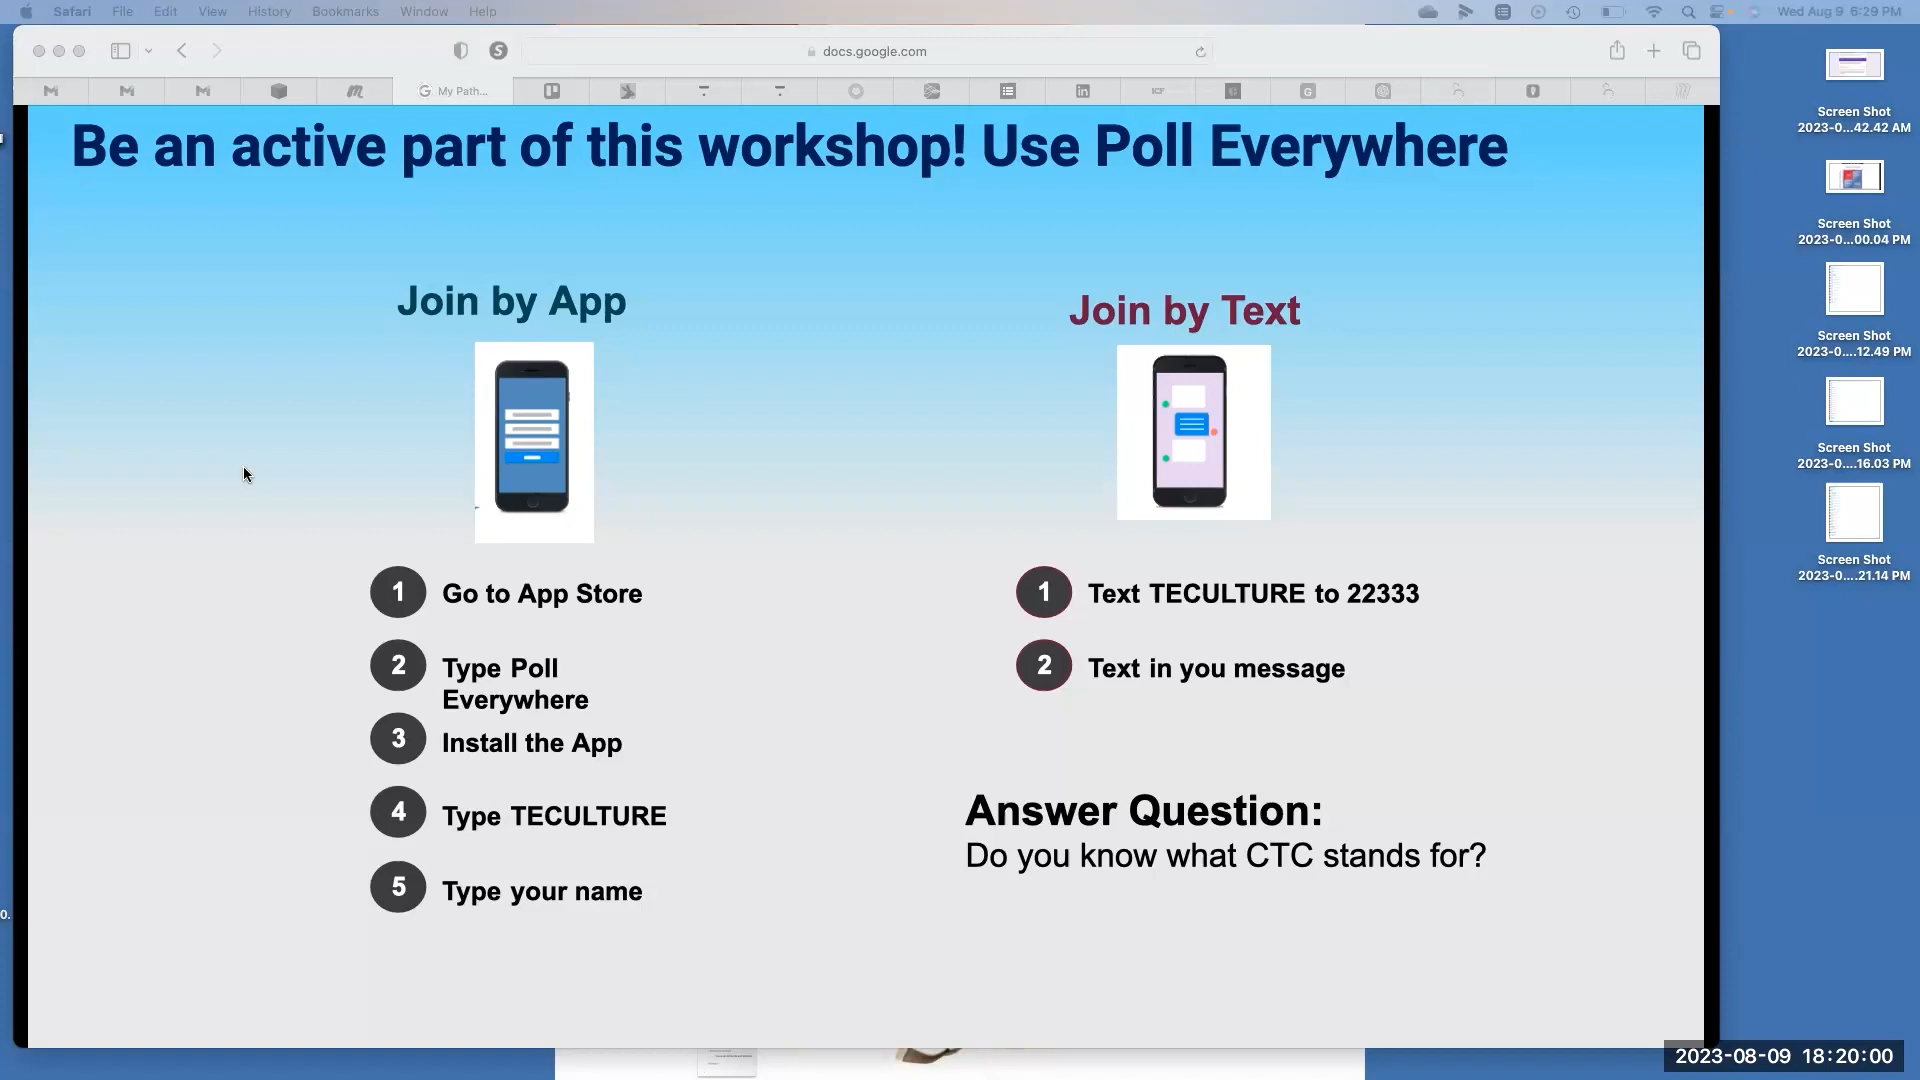 Safari File Edit View History Bookmarks Window Help Wed Aug 9 6:29 PM
docs.google.com
My Path...
Be an active part of this workshop! Use Poll Everywhere
Join by App
1 Go to App Store
2 Type Poll
Everywhere
3 Install the App
4 Type TECULTURE
5 Type your name
Join by Text
1 Text TECULTURE to 22333
2 Text in you message
Answer Question:
Do you know what CTC stands for?
Screen Shot
2023-0...42.42 AM
Screen Shot
2023-0...00.04 PM
Screen Shot
2023-0....12.49 PM
Screen Shot
2023-0....16.03 PM
Screen Shot
2023-0....21.14 PM
0.
2023-08-09 18:20:00